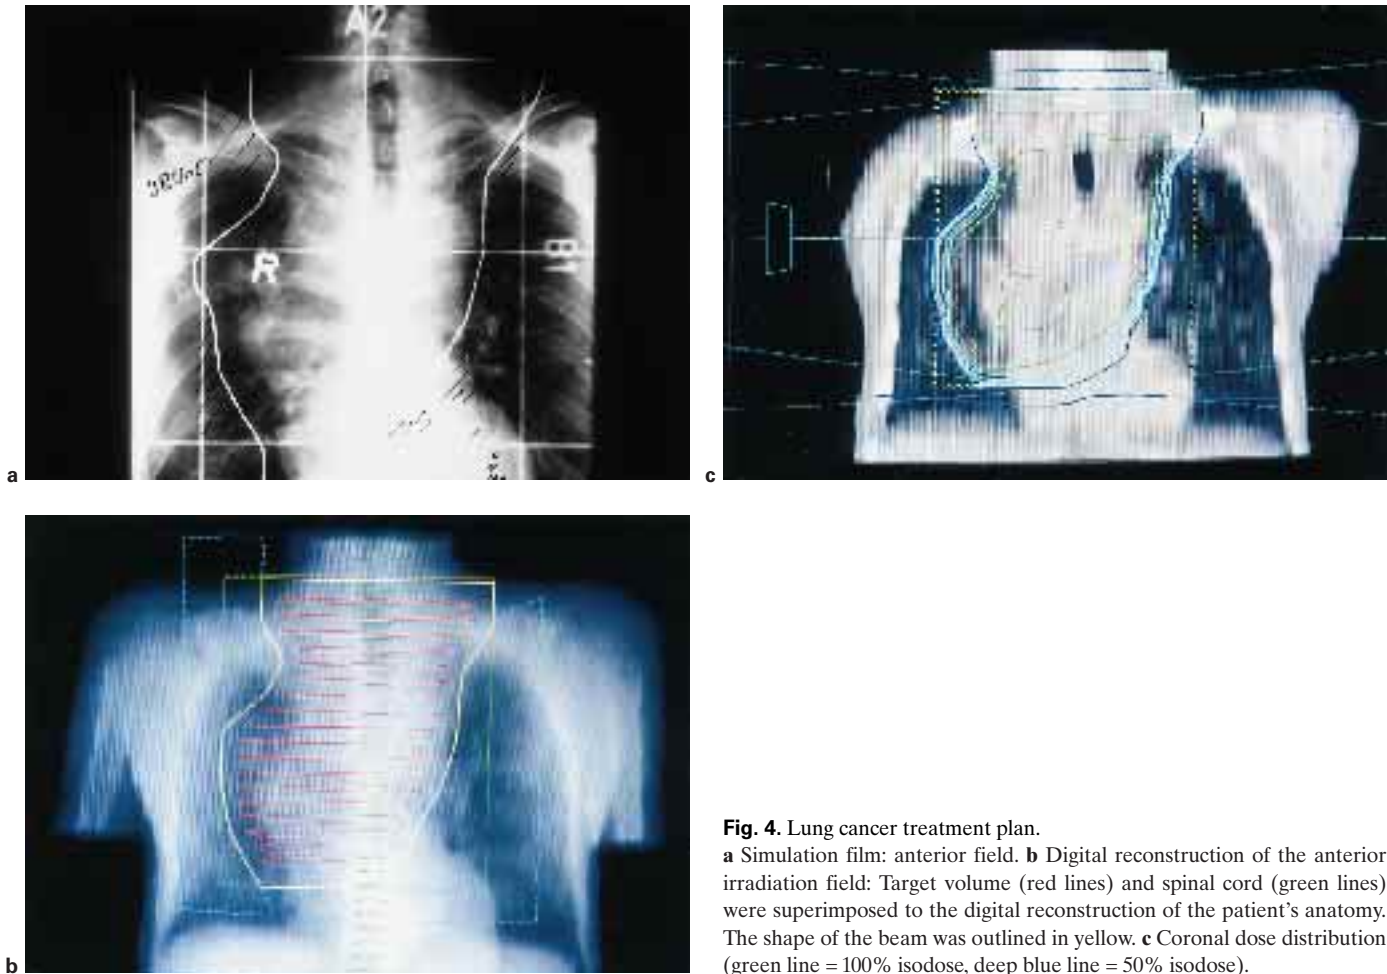 A2
R
a
c
b
Fig. 4. Lung cancer treatment plan.
a Simulation film: anterior field. b Digital reconstruction of the anterior
irradiation field: Target volume (red lines) and spinal cord (green lines)
were superimposed to the digital reconstruction of the patient's anatomy.
The shape of the beam was outlined in yellow. c Coronal dose distribution
(green line = 100% isodose, deep blue line = 50% isodose).